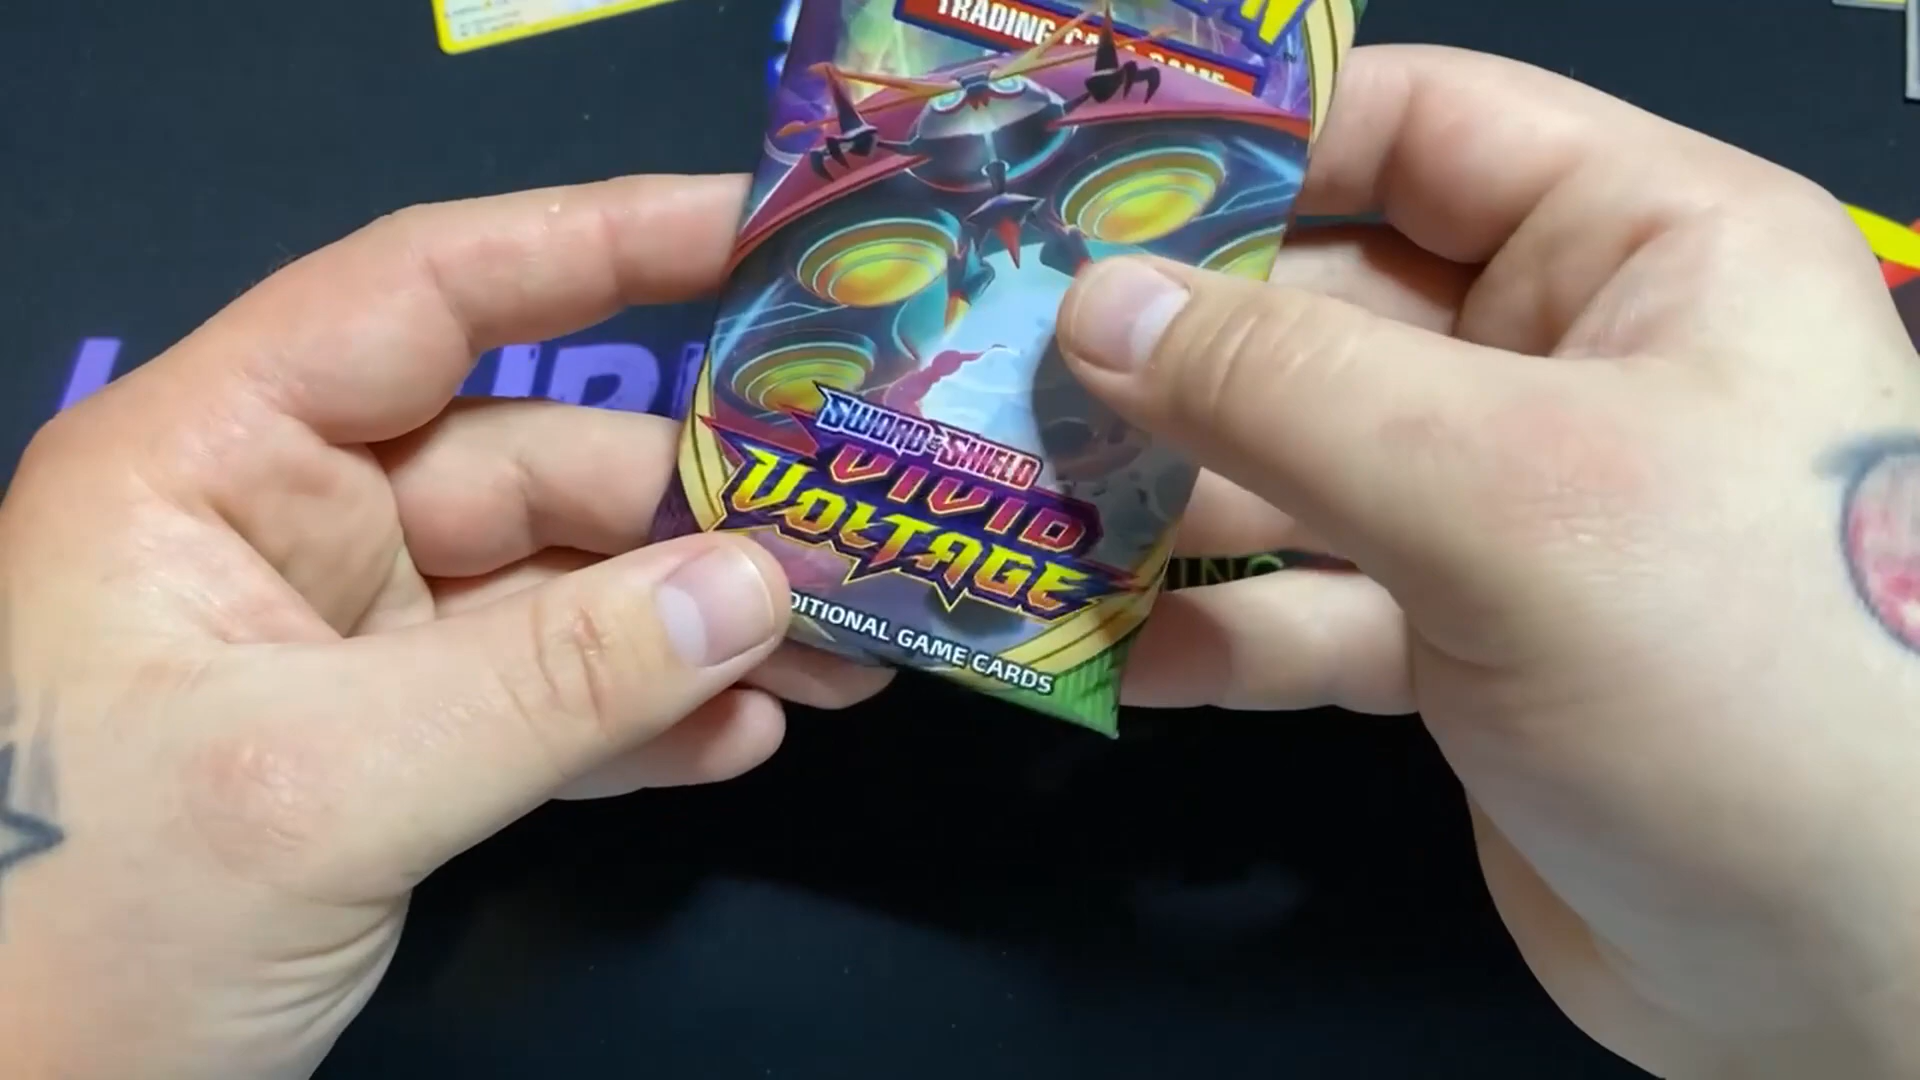 TRADING CARD GAME
SWORD & SHIELD
VIVID
VOLTAGE
DITIONAL GAME CARDS